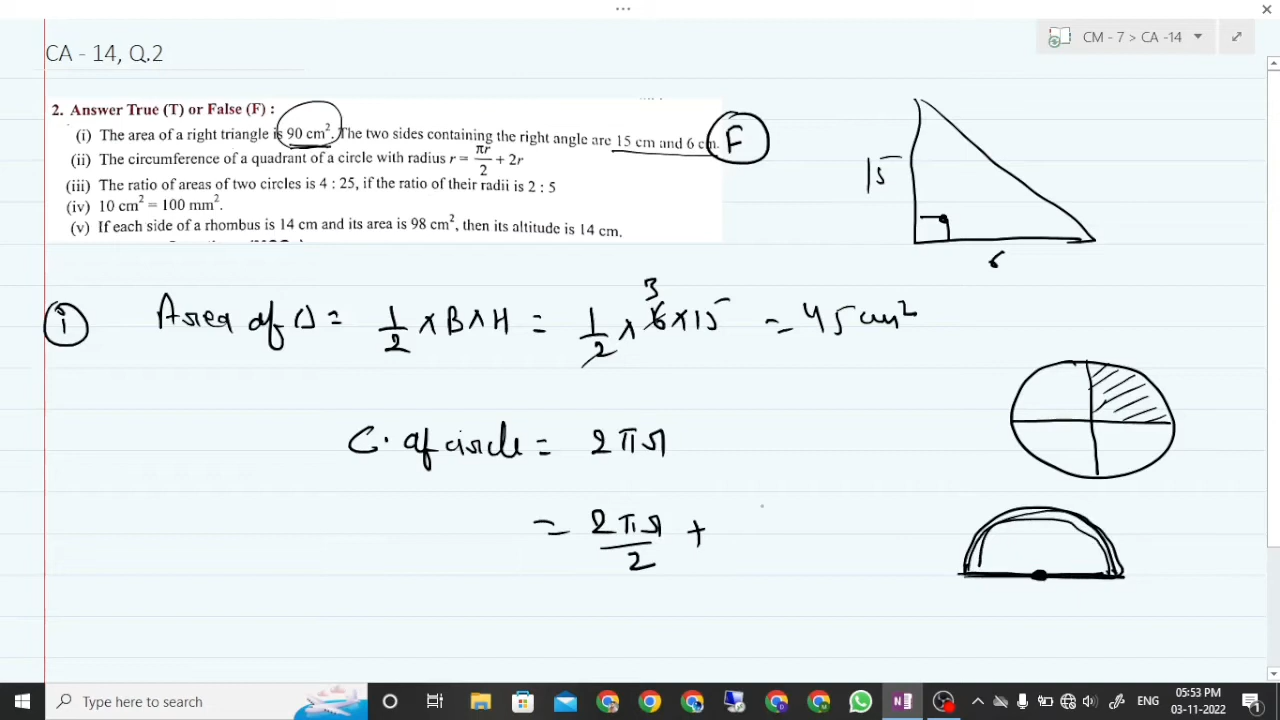 CA - 14, Q.2
CM - 7 > CA -14
2. Answer True (T) or False (F) :
(i) The area of a right triangle is 90 cm². The two sides containing the right angle are 15 cm and 6 cm. F
(ii) The circumference of a quadrant of a circle with radius r = πr/2 + 2r
(iii) The ratio of areas of two circles is 4 : 25, if the ratio of their radii is 2 : 5
(iv) 10 cm² = 100 mm².
(v) If each side of a rhombus is 14 cm and its area is 98 cm², then its altitude is 14 cm.
15
6
i Area of Δ = 1/2 × B × H = 1/2 × 6 3 × 15 = 45 cm²
C. of circle = 2πr
= 2πr/2 +
Type here to search
ENG
05:53 PM
03-11-2022
1